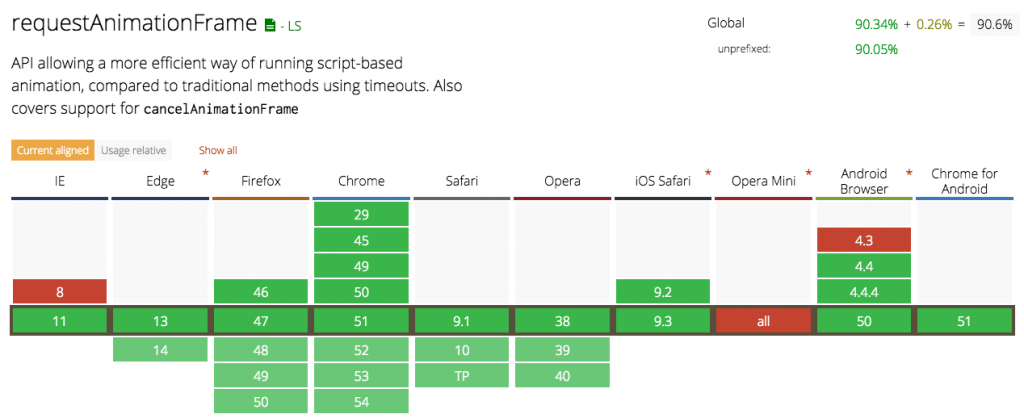 requestAnimationFrame - LS
Global 90.34% + 0.26% = 90.6%
unprefixed: 90.05%
API allowing a more efficient way of running script-based
animation, compared to traditional methods using timeouts. Also
covers support for cancelAnimationFrame
Current aligned Usage relative Show all
IE Edge * Firefox Chrome Safari Opera iOS Safari * Opera Mini * Android Browser * Chrome for Android
29
45 4.3
49 4.4
8 46 50 9.2 4.4.4
11 13 47 51 9.1 38 9.3 all 50 51
14 48 52 10 39
49 53 TP 40
50 54